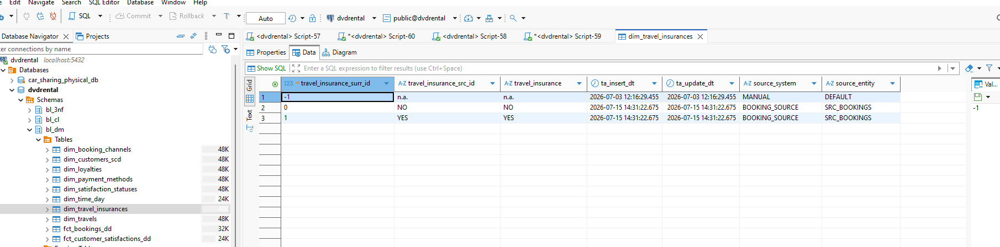 Edit Navigate Search SQL Editor Database Window Help
SQL Commit Rollback T Auto dvdrental public@dvdrental
Database Navigator Projects
<dvdrental> Script-57 *<dvdrental> Script-60 <dvdrental> Script-58 *<dvdrental> Script-59 dim_travel_insurances
ter connections by name
Properties Data Diagram
dvdrental localhost:5432
Show SQL Enter a SQL expression to filter results (use Ctrl+Space)
Databases
car_sharing_physical_db
dvdrental
Schemas
bl_3nf
bl_cl
bl_dm
Tables
dim_booking_channels 48K
dim_customers_scd 48K
dim_loyalties 48K
dim_payment_methods 48K
dim_satisfaction_statuses 48K
dim_time_day 24K
dim_travel_insurances 48K
dim_travels 48K
fct_bookings_dd 32K
fct_customer_satisfactions_dd 24K
Grid
Text
123 travel_insurance_surr_id A-Z travel_insurance_src_id A-Z travel_insurance ta_insert_dt ta_update_dt A-Z source_system A-Z source_entity
1 -1 n.a. n.a. 2026-07-03 12:16:29.455 2026-07-03 12:16:29.455 MANUAL DEFAULT
2 0 NO NO 2026-07-15 14:31:22.675 2026-07-15 14:31:22.675 BOOKING_SOURCE SRC_BOOKINGS
3 1 YES YES 2026-07-15 14:31:22.675 2026-07-15 14:31:22.675 BOOKING_SOURCE SRC_BOOKINGS
Val...
-1